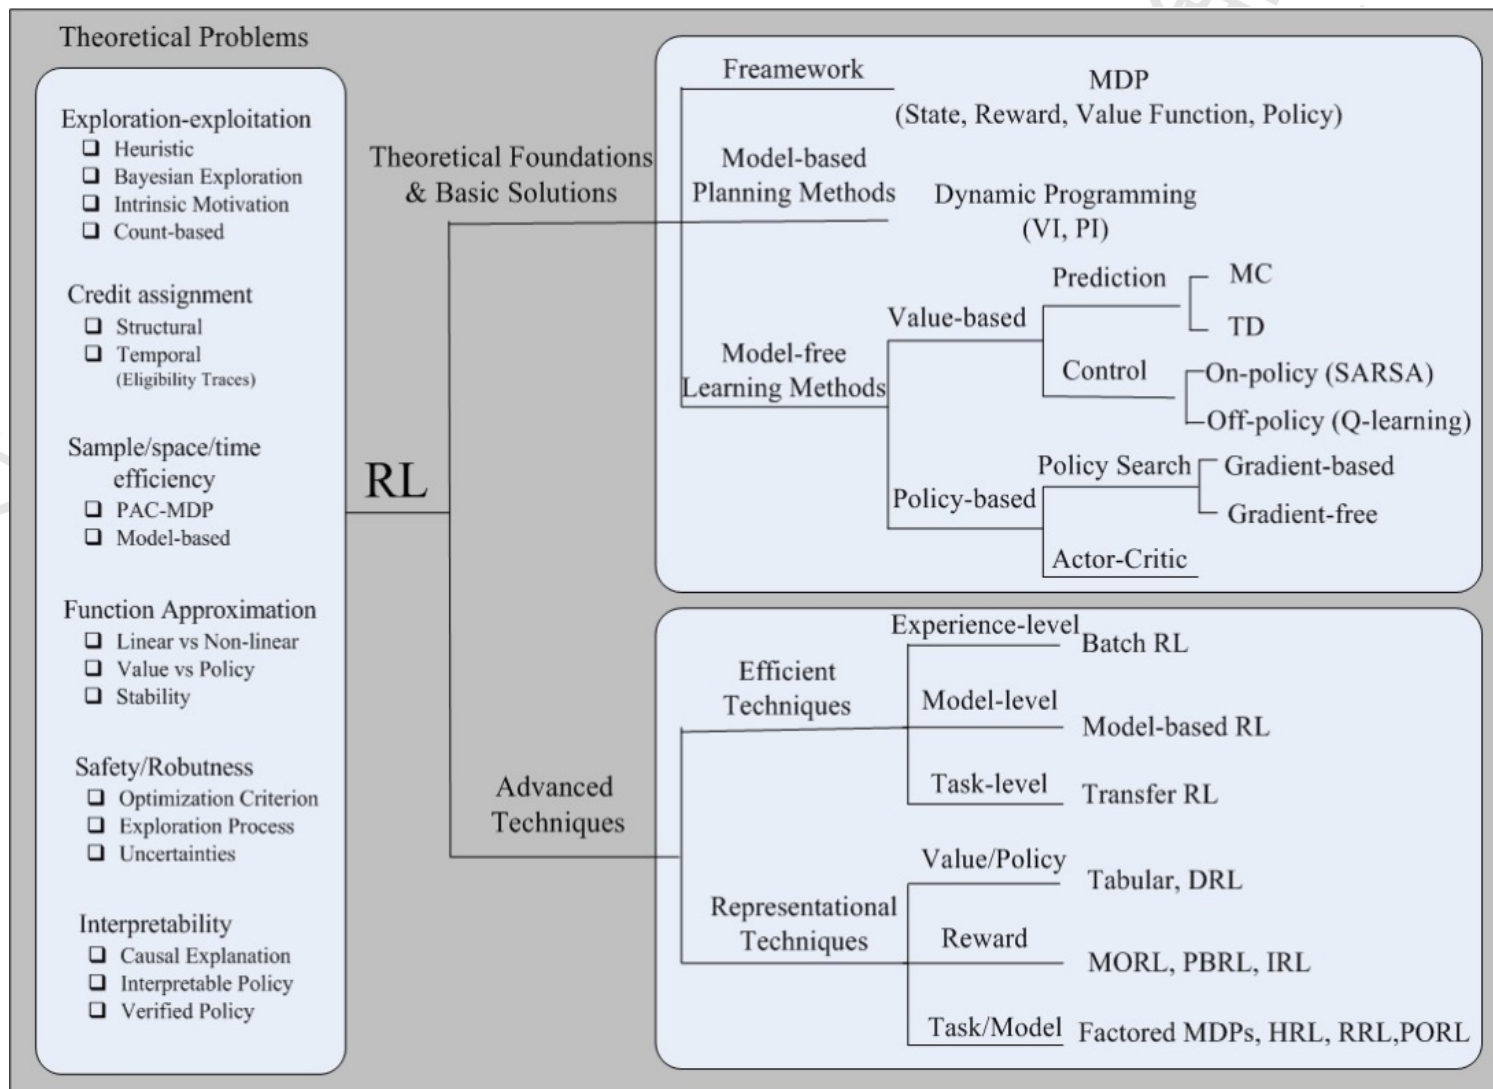 Theoretical Problems
Exploration-exploitation
Heuristic
Bayesian Exploration
Intrinsic Motivation
Count-based
Credit assignment
Structural
Temporal
(Eligibility Traces)
Sample/space/time
efficiency
PAC-MDP
Model-based
Function Approximation
Linear vs Non-linear
Value vs Policy
Stability
Safety/Robutness
Optimization Criterion
Exploration Process
Uncertainties
Interpretability
Causal Explanation
Interpretable Policy
Verified Policy
RL
Theoretical Foundations
& Basic Solutions
Freamework
MDP
(State, Reward, Value Function, Policy)
Model-based
Planning Methods
Dynamic Programming
(VI, PI)
Model-free
Learning Methods
Value-based
Prediction
MC
TD
Control
On-policy (SARSA)
Off-policy (Q-learning)
Policy-based
Policy Search
Gradient-based
Gradient-free
Actor-Critic
Advanced
Techniques
Efficient
Techniques
Experience-level
Batch RL
Model-level
Model-based RL
Task-level
Transfer RL
Representational
Techniques
Value/Policy
Tabular, DRL
Reward
MORL, PBRL, IRL
Task/Model
Factored MDPs, HRL, RRL,PORL